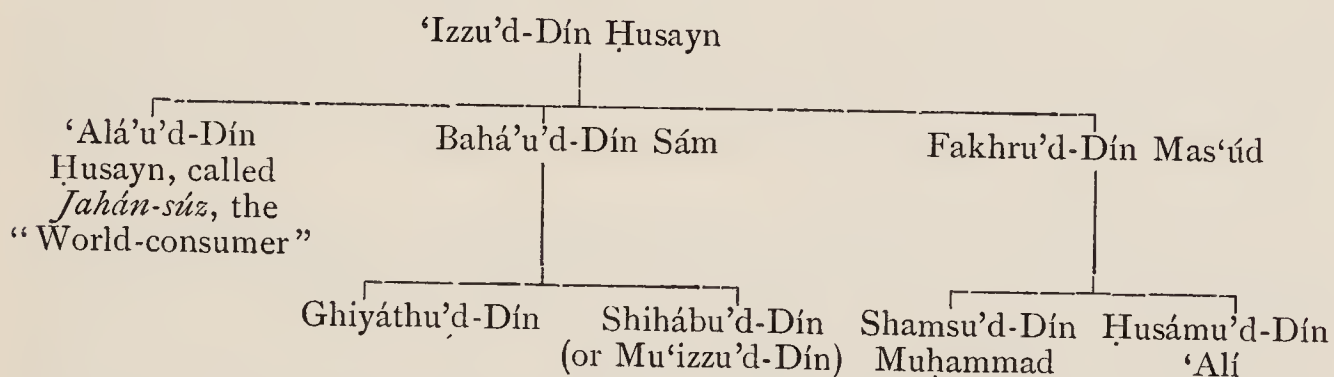 ‘Izzu’d-Dín Ḥusayn
‘Alá’u’d-Dín
Ḥusayn, called
Jahán-súz, the
“World-consumer”
Bahá’u’d-Dín Sám
Fakhru’d-Dín Mas‘úd
Ghiyáthu’d-Dín
Shihábu’d-Dín
(or Mu‘izzu’d-Dín)
Shamsu’d-Dín
Muḥammad
Ḥusámu’d-Dín
‘Alí